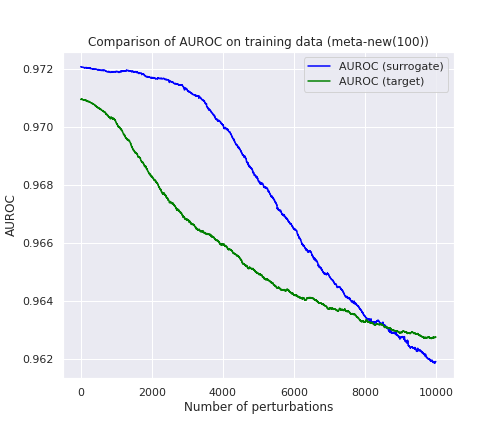 Comparison of AUROC on training data (meta-new(100))
AUROC (surrogate)
AUROC (target)
0.972
0.970
0.968
0.966
0.964
0.962
AUROC
0 2000 4000 6000 8000 10000
Number of perturbations